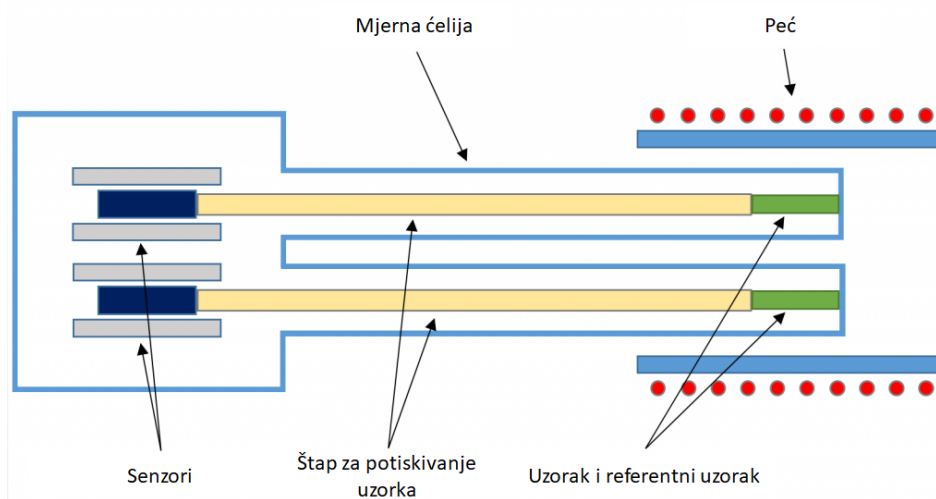 Mjerna ćelija
Peć
Senzori
Štap za potiskivanje
uzorka
Uzorak i referentni uzorak